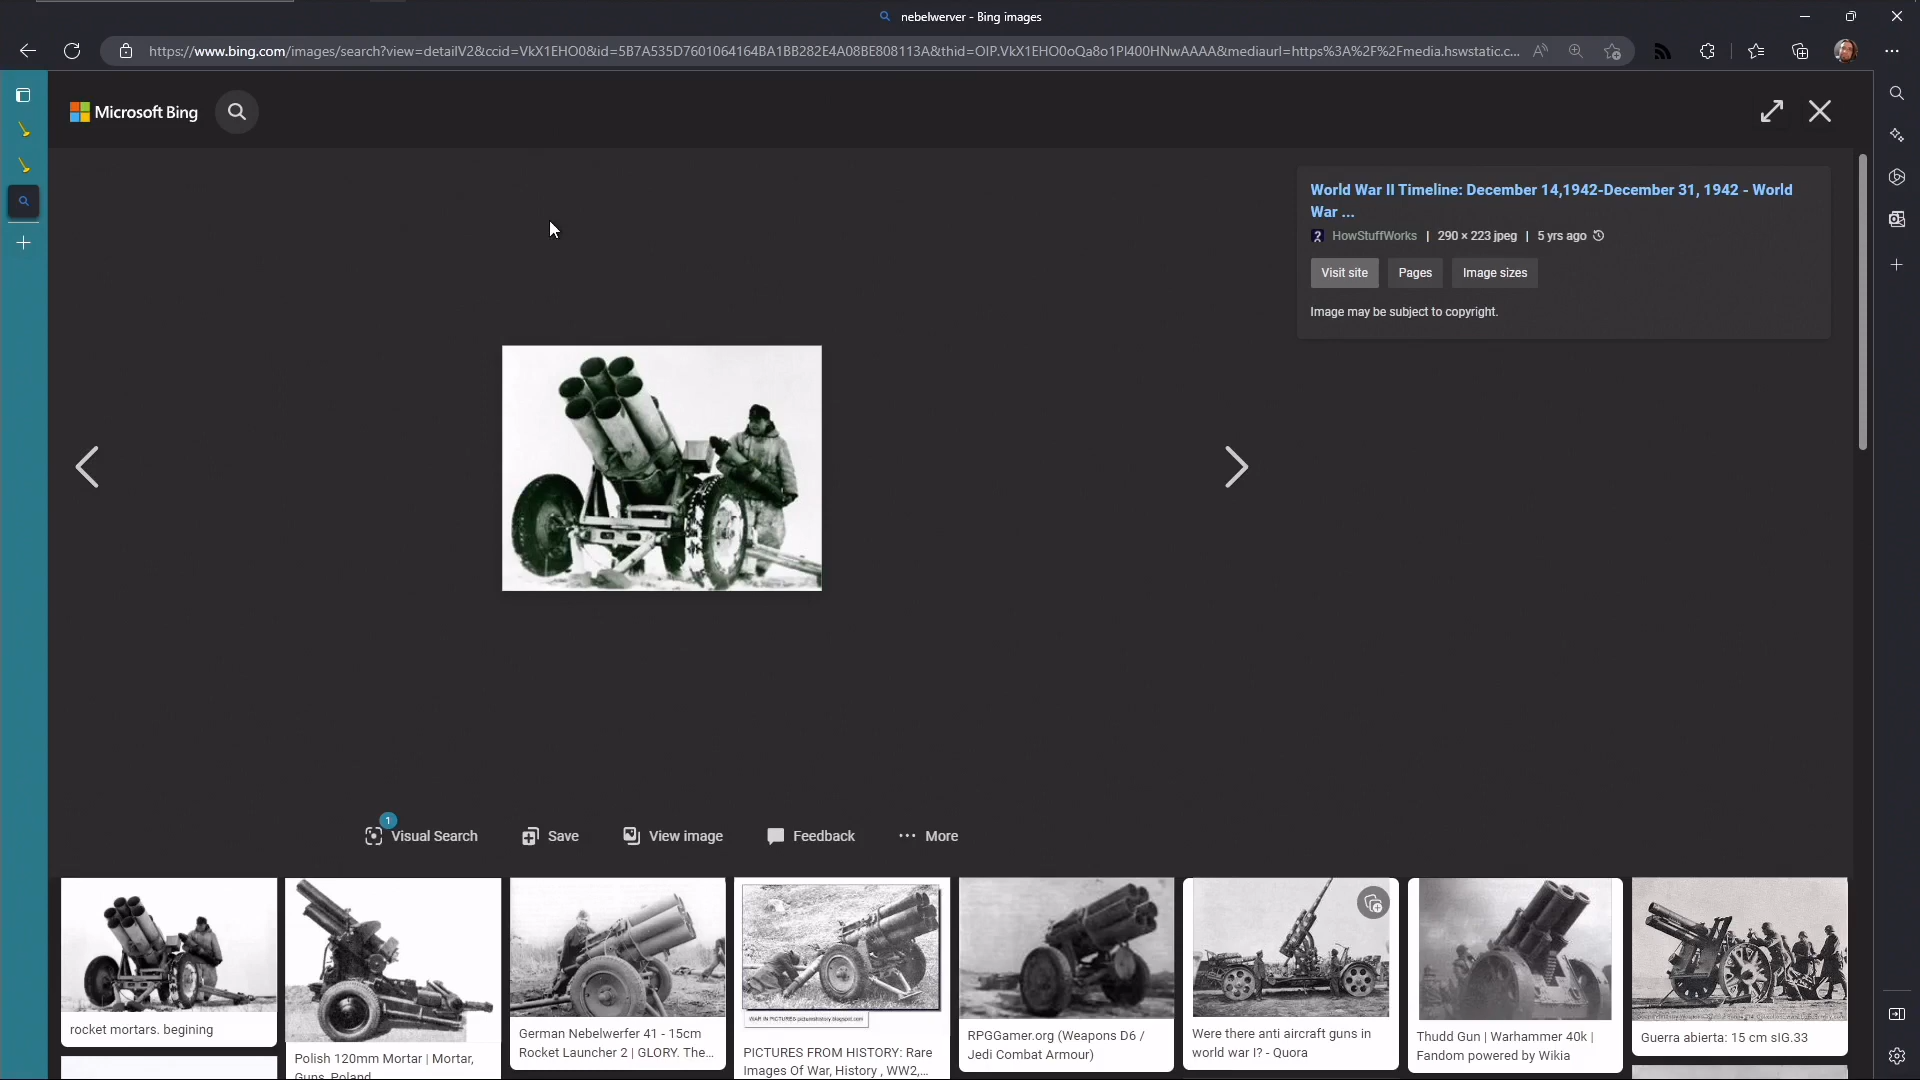 nebelwerver - Bing images
https://www.bing.com/images/search?view=detailV2&ccid=VkX1EHO0&id=5B7A535D7601064164BA1BB282E4A08BE808113A&thid=OIP.VkX1EHO0oQa8o1Pl400HNwAAAA&mediaurl=https%3A%2F%2Fmedia.hswstatic.c...
Microsoft Bing
World War II Timeline: December 14,1942-December 31, 1942 - World
War ...
HowStuffWorks | 290 × 223 jpeg | 5 yrs ago
Visit site Pages Image sizes
Image may be subject to copyright.
1
Visual Search Save View image Feedback ··· More
rocket mortars. begining
Polish 120mm Mortar | Mortar,
Guns, Poland
German Nebelwerfer 41 - 15cm
Rocket Launcher 2 | GLORY. The...
WAR IN PICTURES
PICTURES FROM HISTORY: Rare
Images Of War, History , WW2,...
RPGGamer.org (Weapons D6 /
Jedi Combat Armour)
Were there anti aircraft guns in
world war I? - Quora
Thudd Gun | Warhammer 40k |
Fandom powered by Wikia
Guerra abierta: 15 cm sIG.33